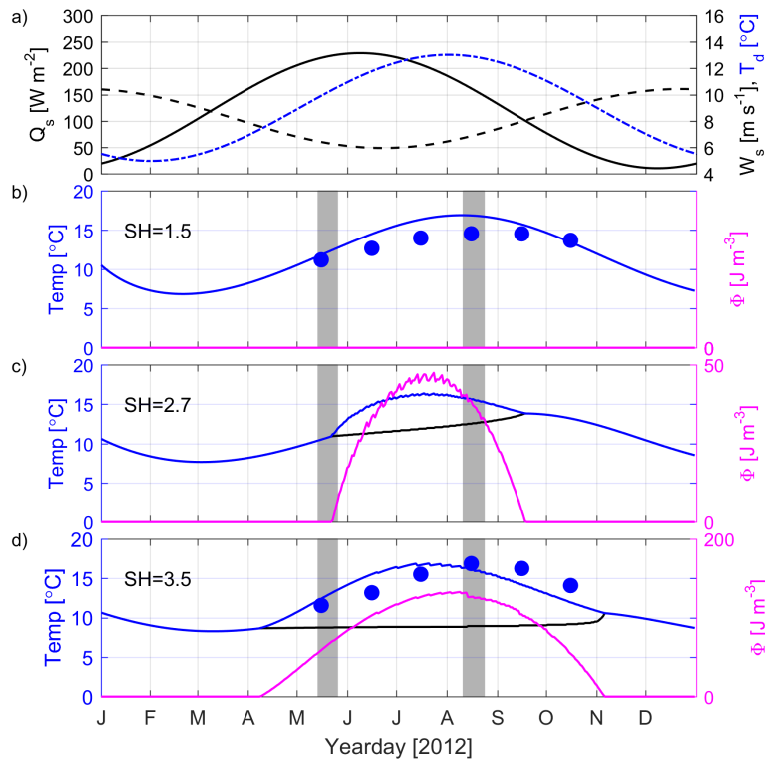 a)
300
250
200
150
100
50
0
Q_s [W m^-2]
16
14
12
10
8
6
4
W_s [m s^-1], T_d [°C]
b)
SH=1.5
20
15
10
5
0
Temp [°C]
0
Φ [J m^-3]
c)
SH=2.7
20
15
10
5
0
Temp [°C]
50
0
Φ [J m^-3]
d)
SH=3.5
20
15
10
5
0
Temp [°C]
200
0
Φ [J m^-3]
J F M A M J J A S O N D
Yearday [2012]